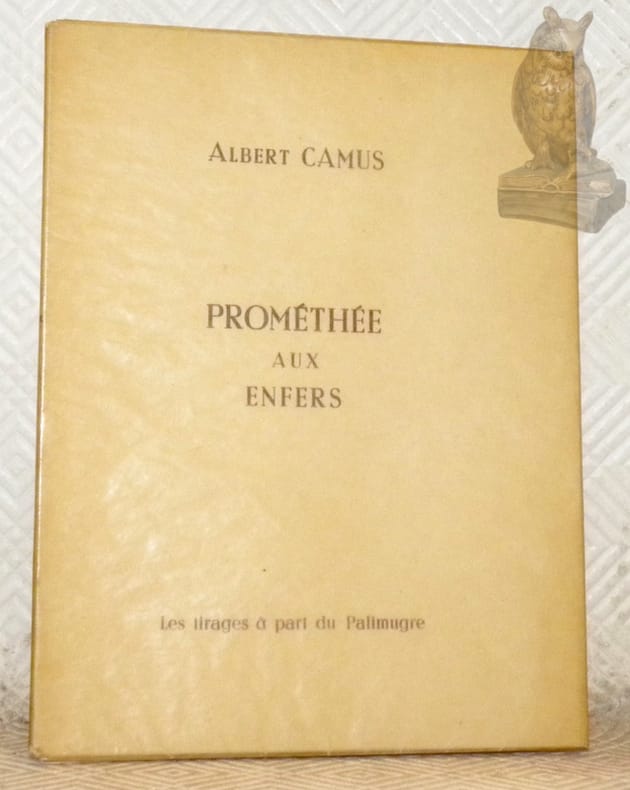 ALBERT CAMUS
PROMÉTHÉE
AUX
ENFERS
Les tirages à part du Palimugre